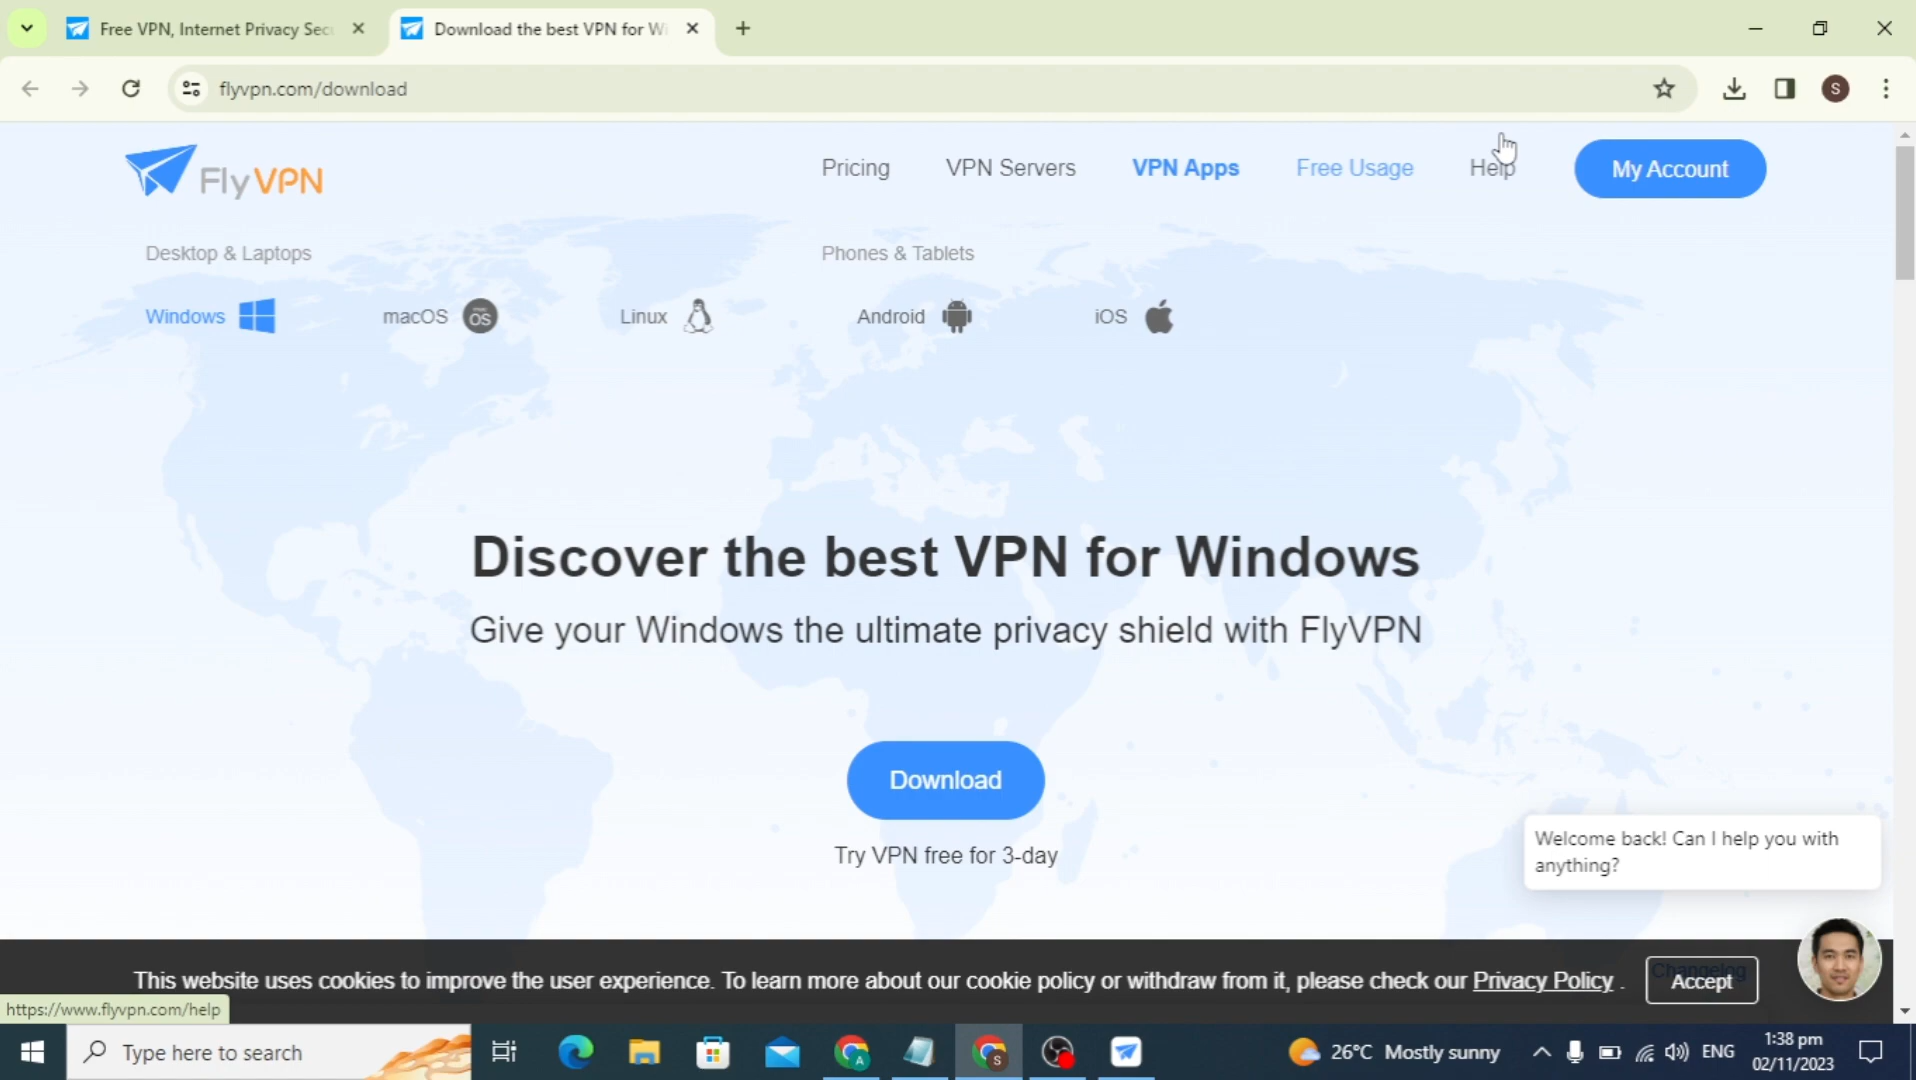 Free VPN, Internet Privacy Sec
Download the best VPN for Wi
flyvpn.com/download
S
FlyVPN
Pricing
VPN Servers
VPN Apps
Free Usage
Help
My Account
Desktop & Laptops
Phones & Tablets
Windows
macOS
OS
Linux
Android
iOS
Discover the best VPN for Windows
Give your Windows the ultimate privacy shield with FlyVPN
Download
Try VPN free for 3-day
Welcome back! Can I help you with
anything?
This website uses cookies to improve the user experience. To learn more about our cookie policy or withdraw from it, please check our Privacy Policy .
Changelog
Accept
https://www.flyvpn.com/help
Type here to search
A
S
26°C Mostly sunny
ENG
1:38 pm
02/11/2023